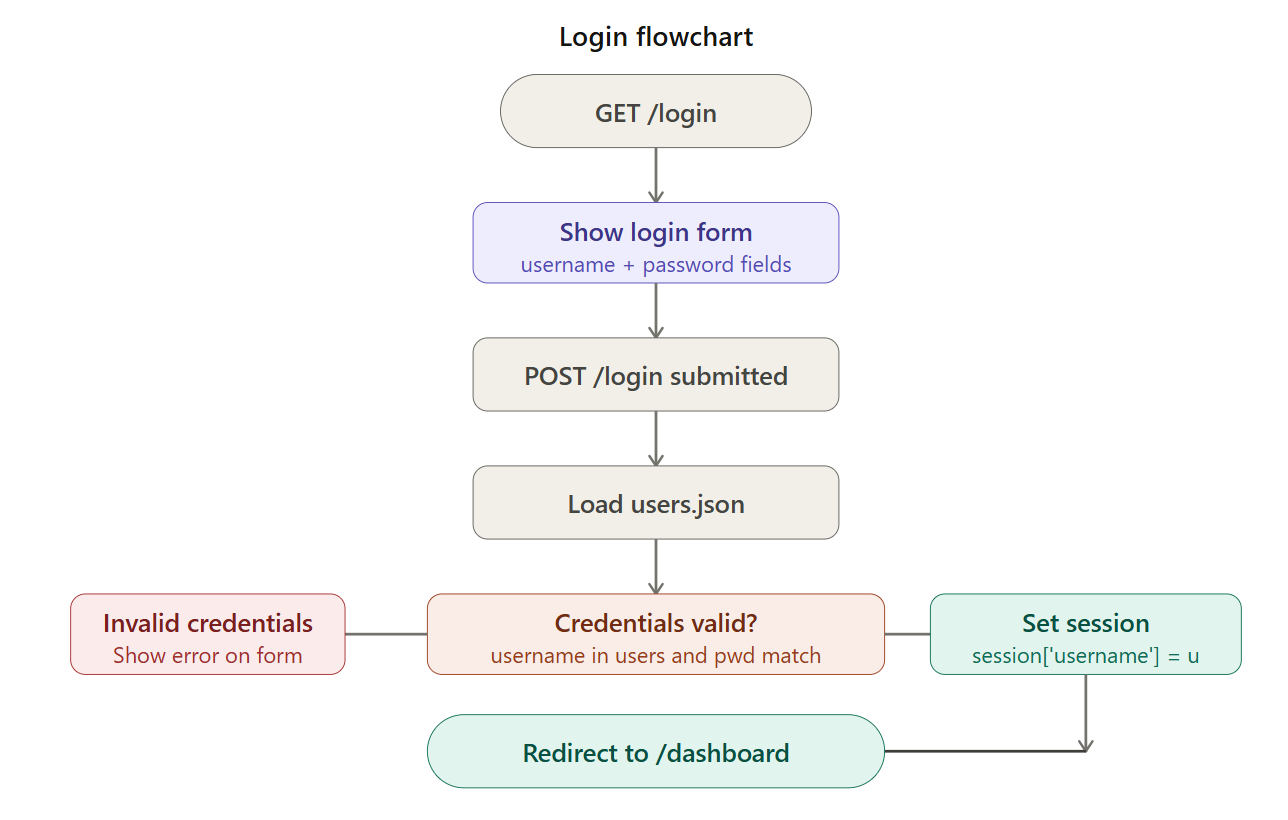 Login flowchart
GET /login
Show login form
username + password fields
POST /login submitted
Load users.json
Invalid credentials
Show error on form
Credentials valid?
username in users and pwd match
Set session
session['username'] = u
Redirect to /dashboard